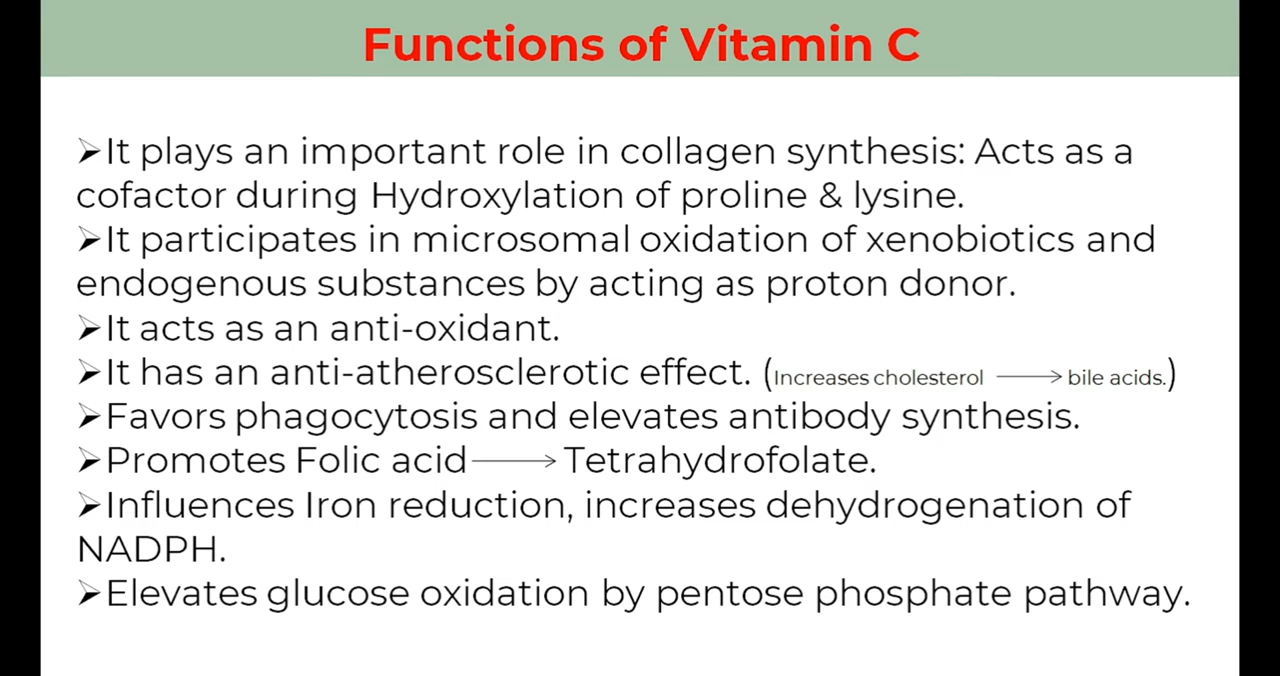 Functions of Vitamin C
➢It plays an important role in collagen synthesis: Acts as a
cofactor during Hydroxylation of proline & lysine.
➢It participates in microsomal oxidation of xenobiotics and
endogenous substances by acting as proton donor.
➢It acts as an anti-oxidant.
➢It has an anti-atherosclerotic effect. (Increases cholesterol ⟶ bile acids.)
➢Favors phagocytosis and elevates antibody synthesis.
➢Promotes Folic acid ⟶ Tetrahydrofolate.
➢Influences Iron reduction, increases dehydrogenation of
NADPH.
➢Elevates glucose oxidation by pentose phosphate pathway.